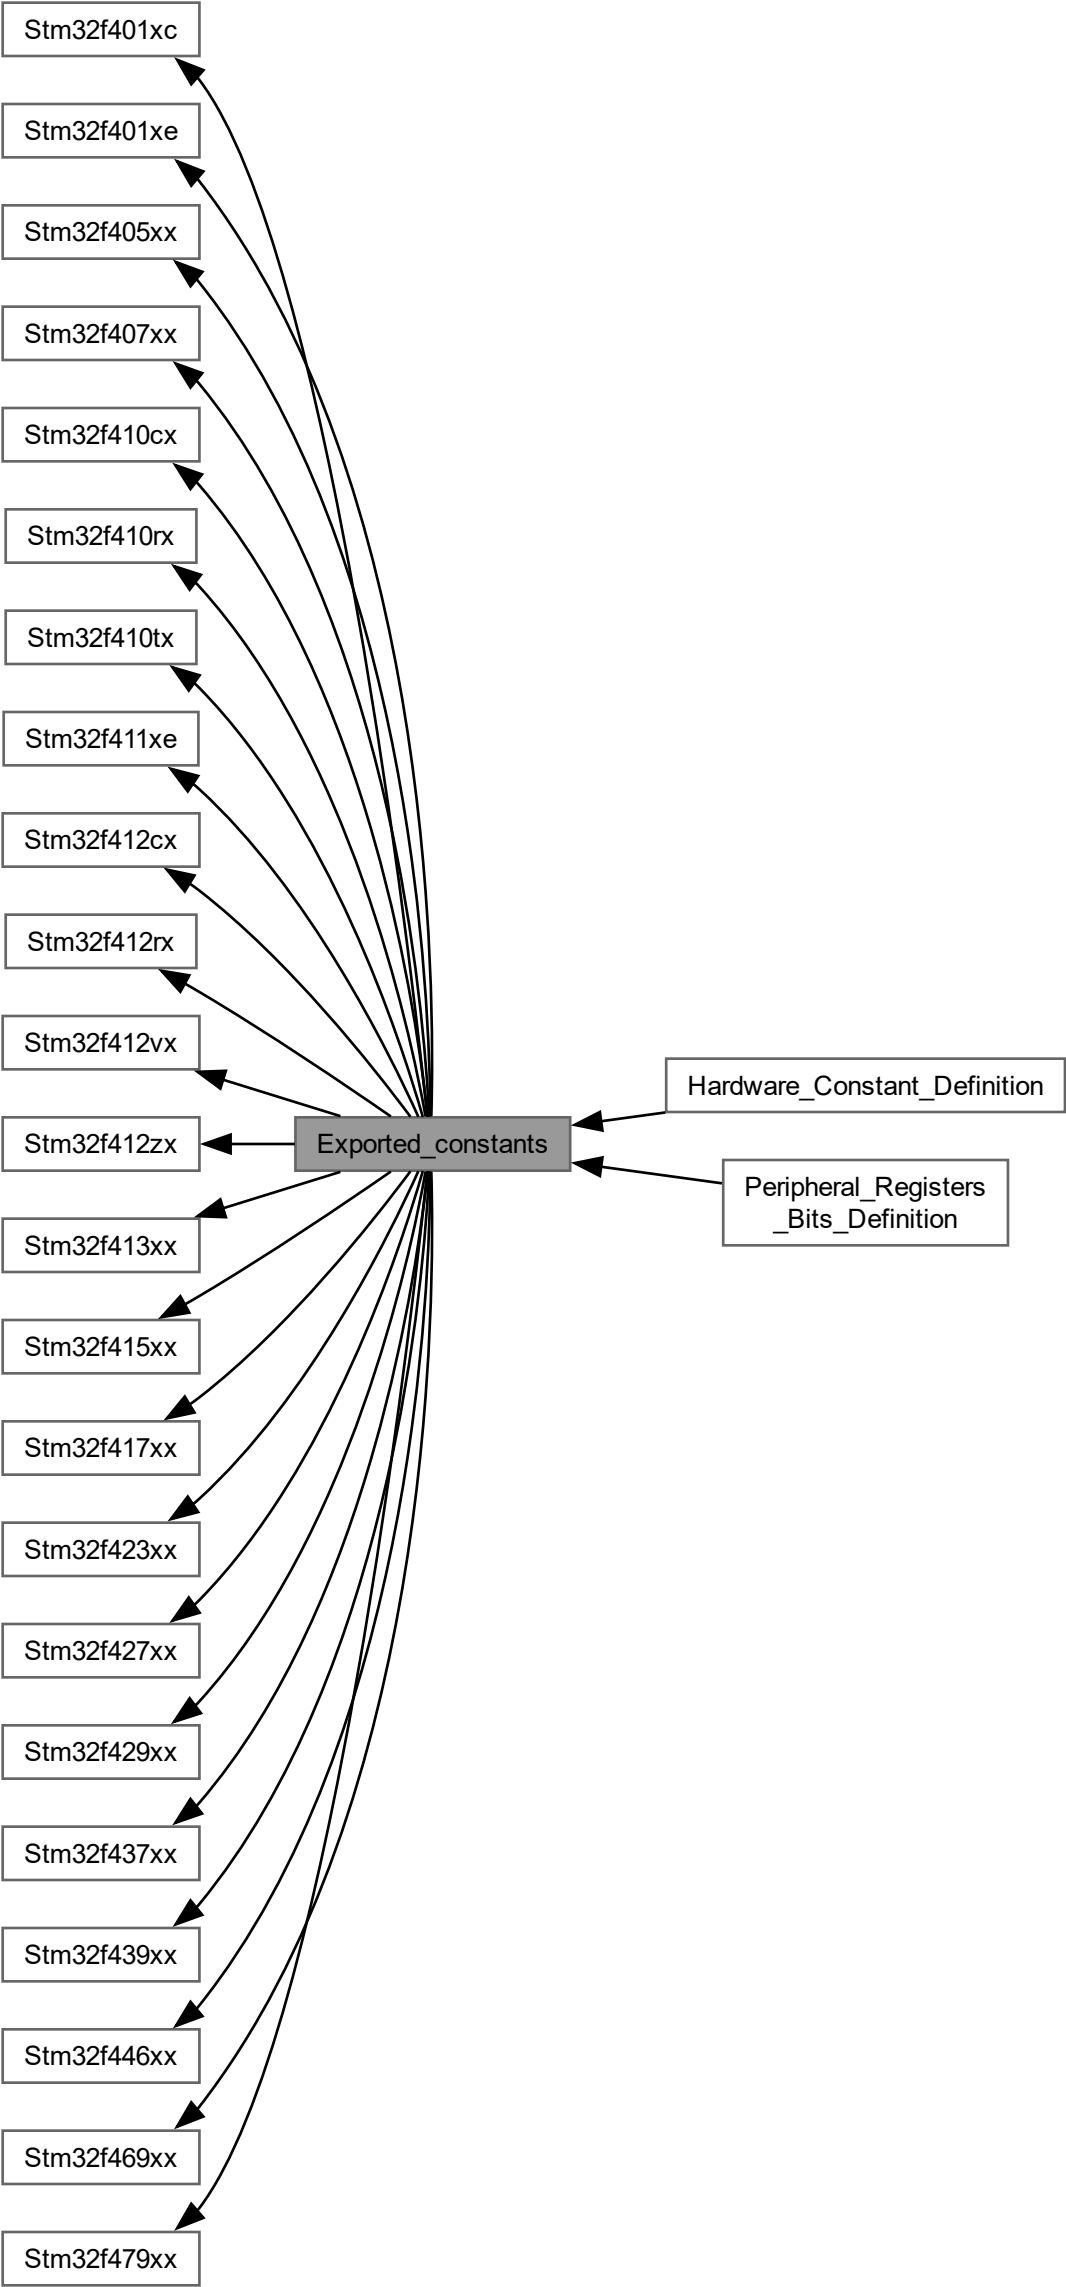 Stm32f401xc
Stm32f401xe
Stm32f405xx
Stm32f407xx
Stm32f410cx
Stm32f410rx
Stm32f410tx
Stm32f411xe
Stm32f412cx
Stm32f412rx
Stm32f412vx
Stm32f412zx
Stm32f413xx
Stm32f415xx
Stm32f417xx
Stm32f423xx
Stm32f427xx
Stm32f429xx
Stm32f437xx
Stm32f439xx
Stm32f446xx
Stm32f469xx
Stm32f479xx
Exported_constants
Hardware_Constant_Definition
Peripheral_Registers
_Bits_Definition